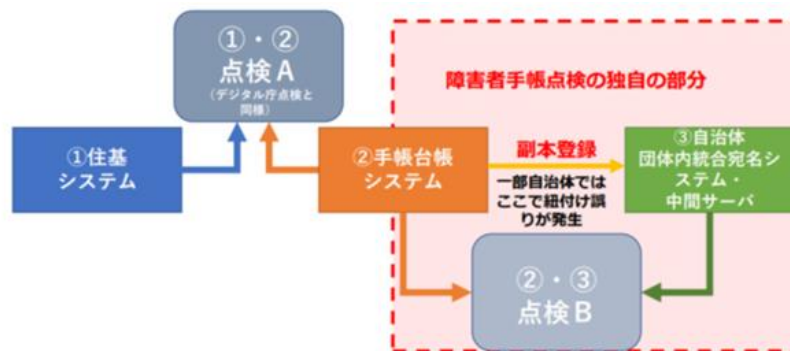 ①・②
点検A
（デジタル庁点検と
同様）
障害者手帳点検の独自の部分
①住基
システム
②手帳台帳
システム
副本登録
一部自治体では
ここで紐付け誤
りが発生
③自治体
団体内統合宛名シ
ステム・
中間サーバ
②・③
点検B